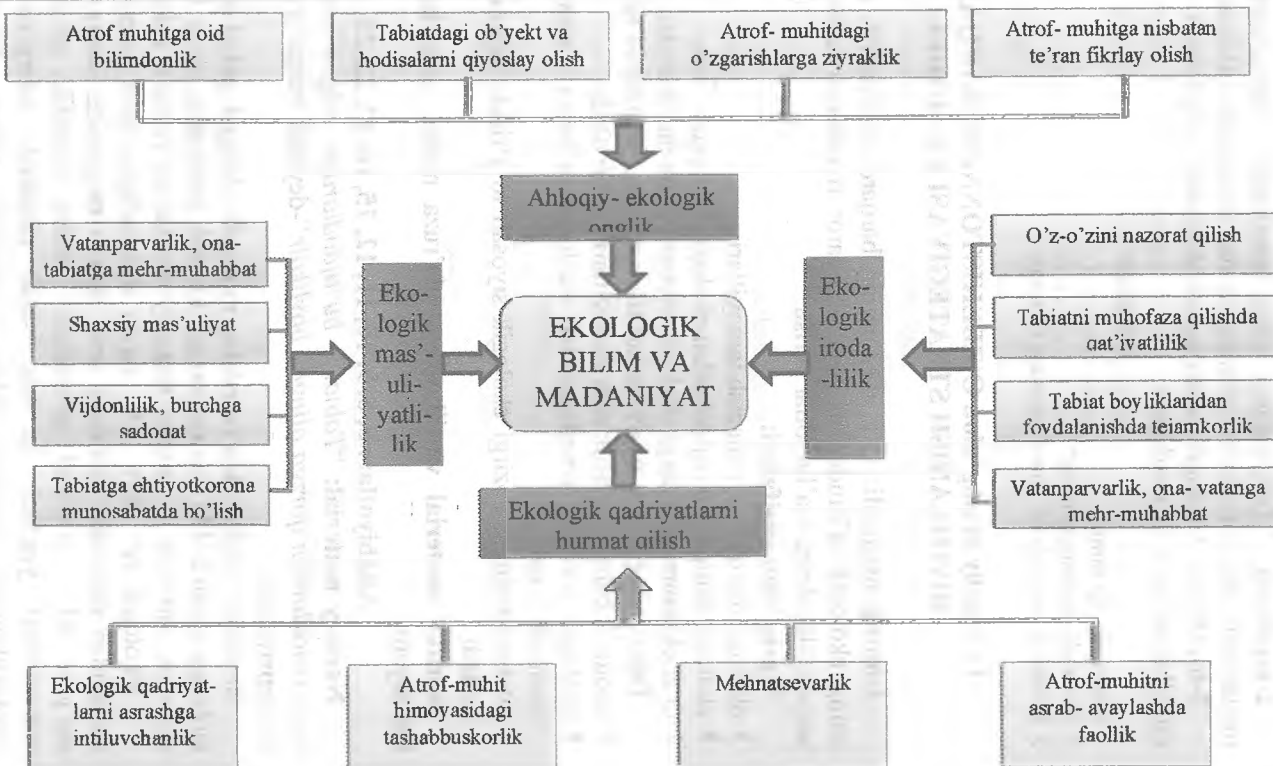 Atrof muhitga oid
bilimdonlik
Tabiatdagi ob’yekt va
hodisalarni qiyoslay olish
Atrof- muhitdagi
o’zgarishlarga ziyraklik
Atrof- muhitga nisbatan
te’ran fikrlay olish
Ahloqiy- ekologik
onglik
Vatanparvarlik, ona-
tabiatga mehr-muhabbat
Shaxsiy mas’uliyat
Vijdonlilik, burchga
sadoqat
Tabiatga ehtiyotkorona
munosabatda bo’lish
Eko-
logik
mas’-
uli-
yatli-
lik
EKOLOGIK
BILIM VA
MADANIYAT
Eko-
logik
iroda
-lilik
O’z-o’zini nazorat qilish
Tabiatni muhofaza qilishda
qat’iyatlilik
Tabiat boyliklaridan
foydalanishda tejamkorlik
Vatanparvarlik, ona- vatanga
mehr-muhabbat
Ekologik qadriyatlarni
hurmat qilish
Ekologik qadriyat-
larni asrashga
intiluvchanlik
Atrof-muhit
himoyasidagi
tashabbuskorlik
Mehnatsevarlik
Atrof-muhitni
asrab- avaylashda
faollik